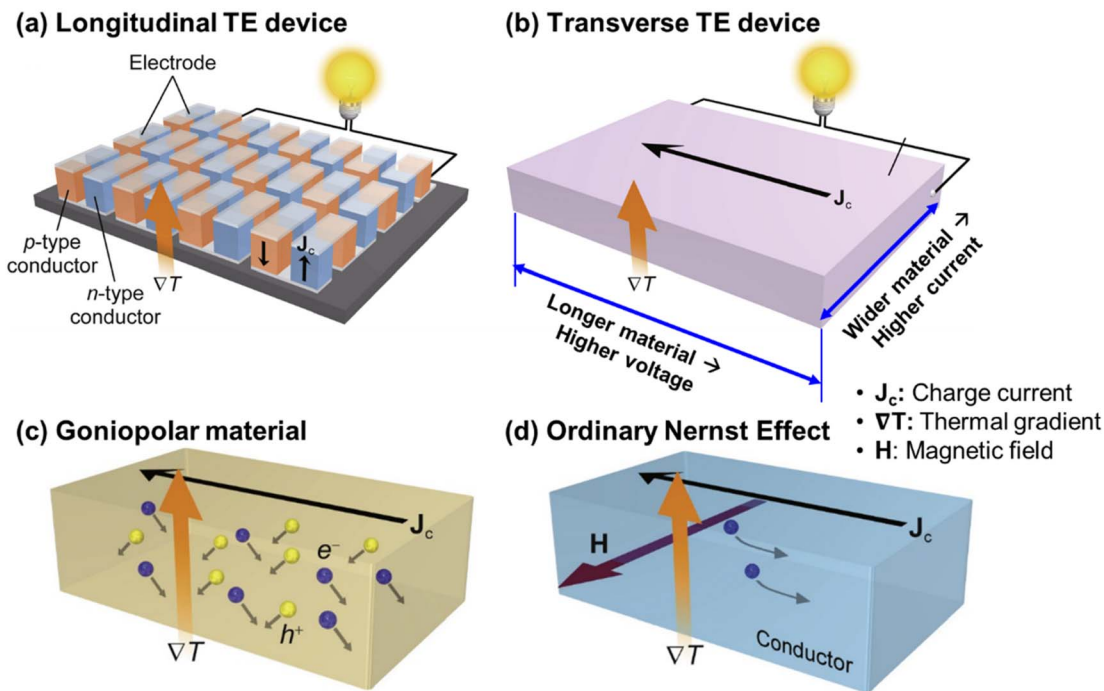 (a) Longitudinal TE device
Electrode
p-type
conductor
n-type
conductor
∇T
J꜀
(b) Transverse TE device
J꜀
∇T
Longer material →
Higher voltage
Wider material →
Higher current
• J꜀: Charge current
• ∇T: Thermal gradient
• H: Magnetic field
(c) Goniopolar material
J꜀
e⁻
h⁺
∇T
(d) Ordinary Nernst Effect
J꜀
H
∇T
Conductor